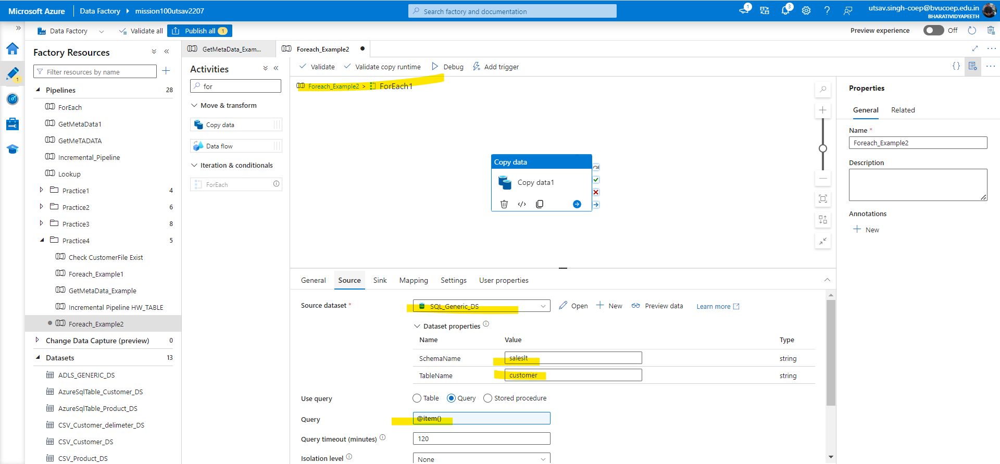 Microsoft Azure
Data Factory
mission100utsav2207
Search factory and documentation
1
3
utsav.singh-coep@bvucoep.edu.in
BHARATIVIDYAPEETH
Data Factory
Validate all
Publish all 1
Preview experience
Off
Factory Resources
Filter resources by name
1
Pipelines 28
ForEach
GetMetaData1
GetMeTADATA
Incremental_Pipeline
Lookup
Practice1 4
Practice2 6
Practice3 8
Practice4 5
Check CustomerFile Exist
Foreach_Example1
GetMetaData_Example
Incremental Pipeline HW_TABLE
Foreach_Example2
Change Data Capture (preview) 0
Datasets 13
ADLS_GENERIC_DS
AzureSqlTable_Customer_DS
AzureSqlTable_Product_DS
CSV_Customer_delimeter_DS
CSV_Customer_DS
CSV_Product_DS
GetMetaData_Exam...
Foreach_Example2
Activities
for
Move & transform
Copy data
Data flow
Iteration & conditionals
ForEach
Validate
Validate copy runtime
Debug
Add trigger
Foreach_Example2 > ForEach1
Copy data
Copy data1
General
Source
Sink
Mapping
Settings
User properties
Source dataset *
SQL_Generic_DS
Open
New
Preview data
Learn more
Dataset properties
Name Value Type
SchemaName saleslt string
TableName customer string
Use query
Table
Query
Stored procedure
Query
@item()
Query timeout (minutes)
120
Isolation level
None
Properties
General
Related
Name *
Foreach_Example2
Description
Annotations
New